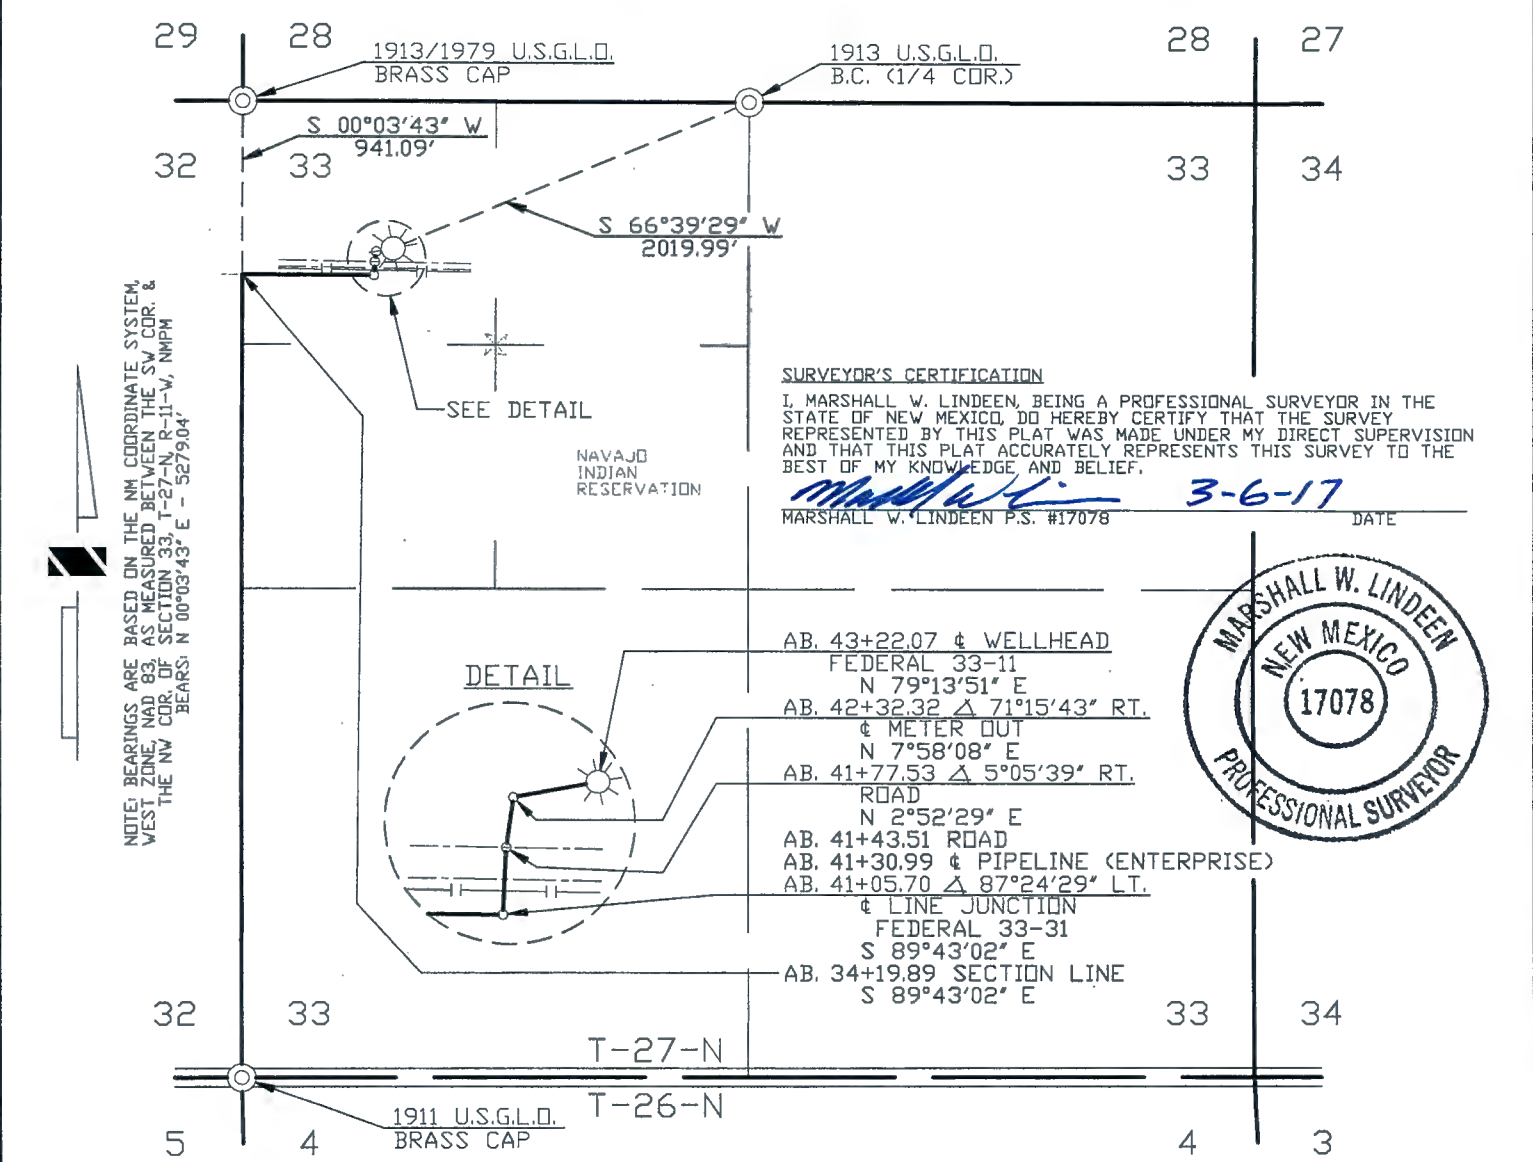 29
28
1913/1979 U.S.G.L.O.
BRASS CAP
1913 U.S.G.L.O.
B.C. (1/4 COR.)
28
27
S 00°03'43" W
941.09'
32
33
33
34
S 66°39'29" W
2019.99'
SEE DETAIL
NAVAJO
INDIAN
RESERVATION
NOTE: BEARINGS ARE BASED ON THE NM COORDINATE SYSTEM,
WEST ZONE, NAD 83, AS MEASURED BETWEEN THE SW COR. &
THE NW COR. OF SECTION 33, T-27-N, R-11-W, NMPM
BEARS: N 00°03'43" E - 5279.04'
SURVEYOR'S CERTIFICATION
I, MARSHALL W. LINDEEN, BEING A PROFESSIONAL SURVEYOR IN THE
STATE OF NEW MEXICO, DO HEREBY CERTIFY THAT THE SURVEY
REPRESENTED BY THIS PLAT WAS MADE UNDER MY DIRECT SUPERVISION
AND THAT THIS PLAT ACCURATELY REPRESENTS THIS SURVEY TO THE
BEST OF MY KNOWLEDGE AND BELIEF.
3-6-17
MARSHALL W. LINDEEN P.S. #17078
DATE
MARSHALL W. LINDEEN
NEW MEXICO
17078
PROFESSIONAL SURVEYOR
DETAIL
AB. 43+22.07 ℄ WELLHEAD
FEDERAL 33-11
N 79°13'51" E
AB. 42+32.32 ∆ 71°15'43" RT.
℄ METER OUT
N 7°58'08" E
AB. 41+77.53 ∆ 5°05'39" RT.
ROAD
N 2°52'29" E
AB. 41+43.51 ROAD
AB. 41+30.99 ℄ PIPELINE (ENTERPRISE)
AB. 41+05.70 ∆ 87°24'29" LT.
℄ LINE JUNCTION
FEDERAL 33-31
S 89°43'02" E
AB. 34+19.89 SECTION LINE
S 89°43'02" E
32
33
33
34
T-27-N
T-26-N
1911 U.S.G.L.O.
BRASS CAP
5
4
4
3